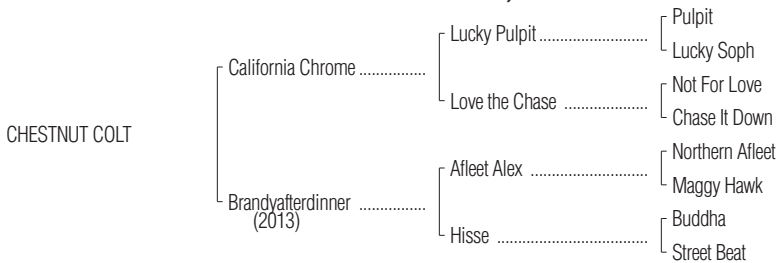 Pulpit
Lucky Pulpit ........................
Lucky Soph
California Chrome ................
Not For Love
Love the Chase ..................
Chase It Down
CHESTNUT COLT
Northern Afleet
Afleet Alex ..........................
Maggy Hawk
Brandyafterdinner ................
(2013)
Buddha
Hisse ..................................
Street Beat